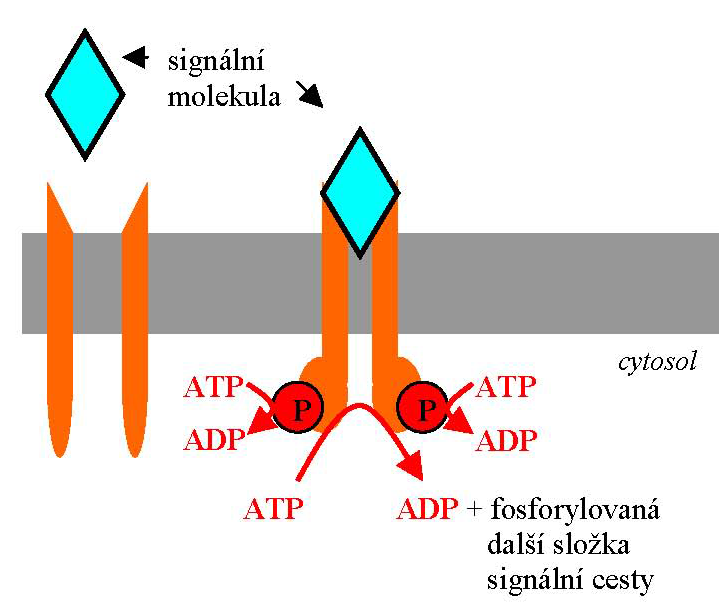 signální
molekula
cytosol
ATP
ATP
P
P
ADP
ADP
ATP
ADP + fosforylovaná
další složka
signální cesty